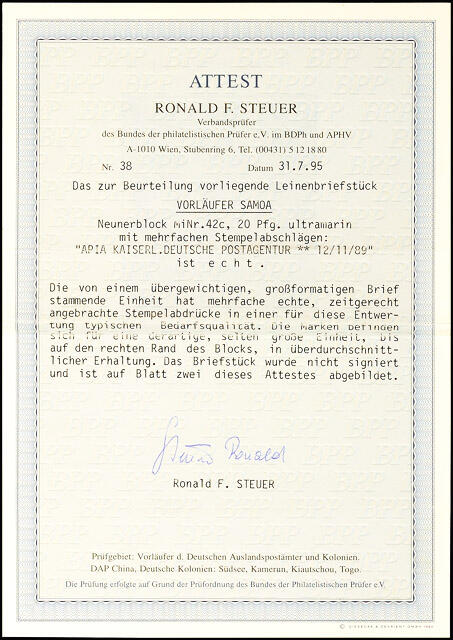 ATTEST
RONALD F. STEUER
Verbandsprüfer
des Bundes der philatelistischen Prüfer e.V. im BDPh und APHV
A-1010 Wien, Stubenring 6, Tel. (00431) 5 12 18 80
Nr. 38 Datum 31.7.95
Das zur Beurteilung vorliegende Leinenbriefstück
VORLÄUFER SAMOA
Neunerblock MiNr.42c, 20 Pfg. ultramarin
mit mehrfachen Stempelabschlägen:
"APIA KAISERL.DEUTSCHE POSTAGENTUR ** 12/11/89"
ist e c h t .
Die von einem übergewichtigen, großformatigen Brief
stammende Einheit hat mehrfache echte, zeitgerecht
angebrachte Stempelabdrücke in einer für diese Entwer-
tung typischen Bedarfsqualität. Die Marken befinden
sich für eine derartige, selten große Einheit, bis
auf den rechten Rand des Blocks, in überdurchschnitt-
licher Erhaltung. Das Briefstück wurde nicht signiert
und ist auf Blatt zwei dieses Attestes abgebildet.
Steuer Ronald
Ronald F. STEUER
Prüfgebiet: Vorläufer d. Deutschen Auslandspostämter und Kolonien.
DAP China, Deutsche Kolonien: Südsee, Kamerun, Kiautschou, Togo.
Die Prüfung erfolgte auf Grund der Prüfordnung des Bundes der Philatelistischen Prüfer e.V.